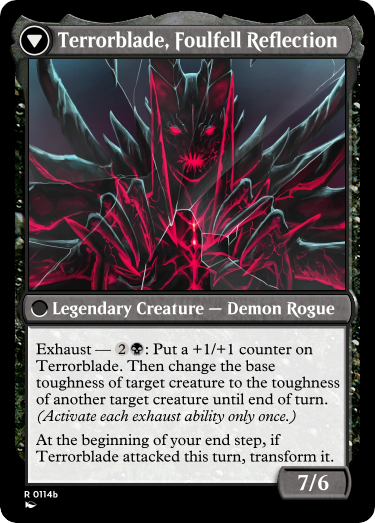 Terrorblade, Foulfell Reflection
Legendary Creature — Demon Rogue
Exhaust — 2: Put a +1/+1 counter on
Terrorblade. Then change the base
toughness of target creature to the toughness
of another target creature until end of turn.
(Activate each exhaust ability only once.)
At the beginning of your end step, if
Terrorblade attacked this turn, transform it.
7/6
R 0114b